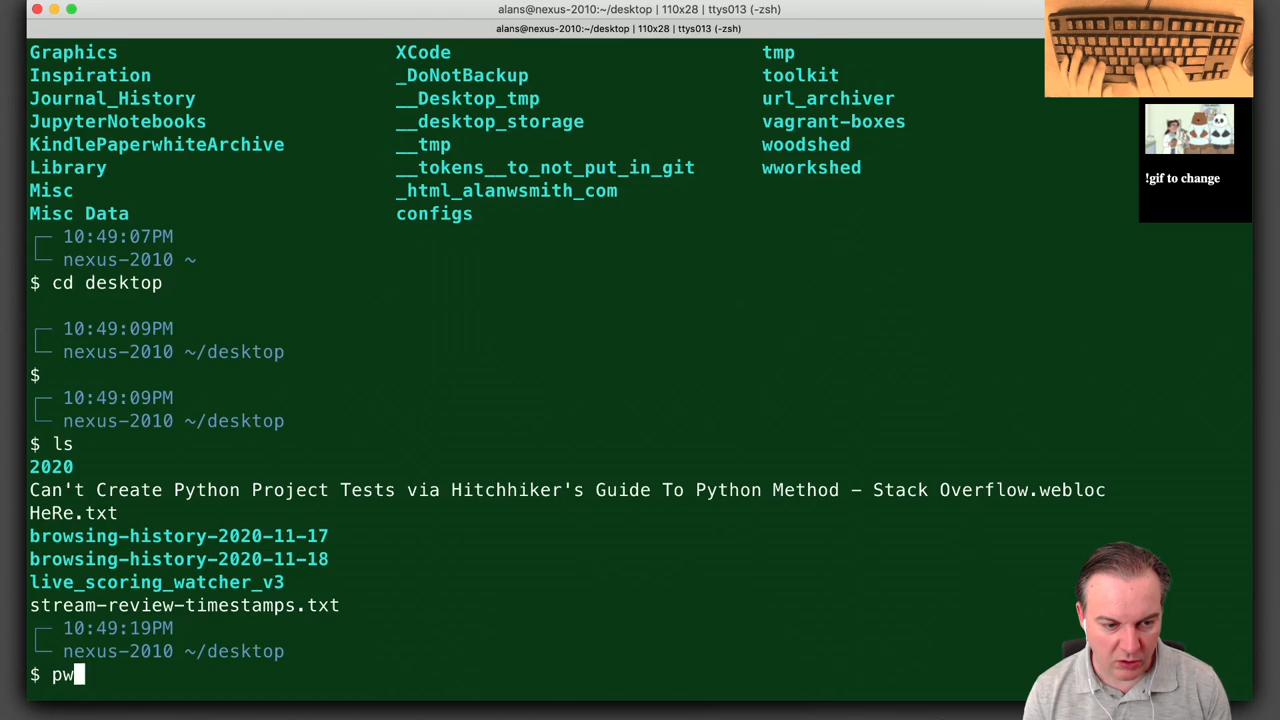 alans@nexus-2010:~/desktop | 110x28 | ttys013 (-zsh)
alans@nexus-2010:~/desktop | 110x28 | ttys013 (-zsh)
Graphics XCode tmp
Inspiration _DoNotBackup toolkit
Journal_History __Desktop_tmp url_archiver
JupyterNotebooks __desktop_storage vagrant-boxes
KindlePaperwhiteArchive __tmp woodshed
Library __tokens__to_not_put_in_git wworkshed
Misc _html_alanwsmith_com
Misc Data configs
!gif to change
10:49:07PM
nexus-2010 ~
$ cd desktop
10:49:09PM
nexus-2010 ~/desktop
$
10:49:09PM
nexus-2010 ~/desktop
$ ls
2020
Can't Create Python Project Tests via Hitchhiker's Guide To Python Method - Stack Overflow.webloc
HeRe.txt
browsing-history-2020-11-17
browsing-history-2020-11-18
live_scoring_watcher_v3
stream-review-timestamps.txt
10:49:19PM
nexus-2010 ~/desktop
$ pw